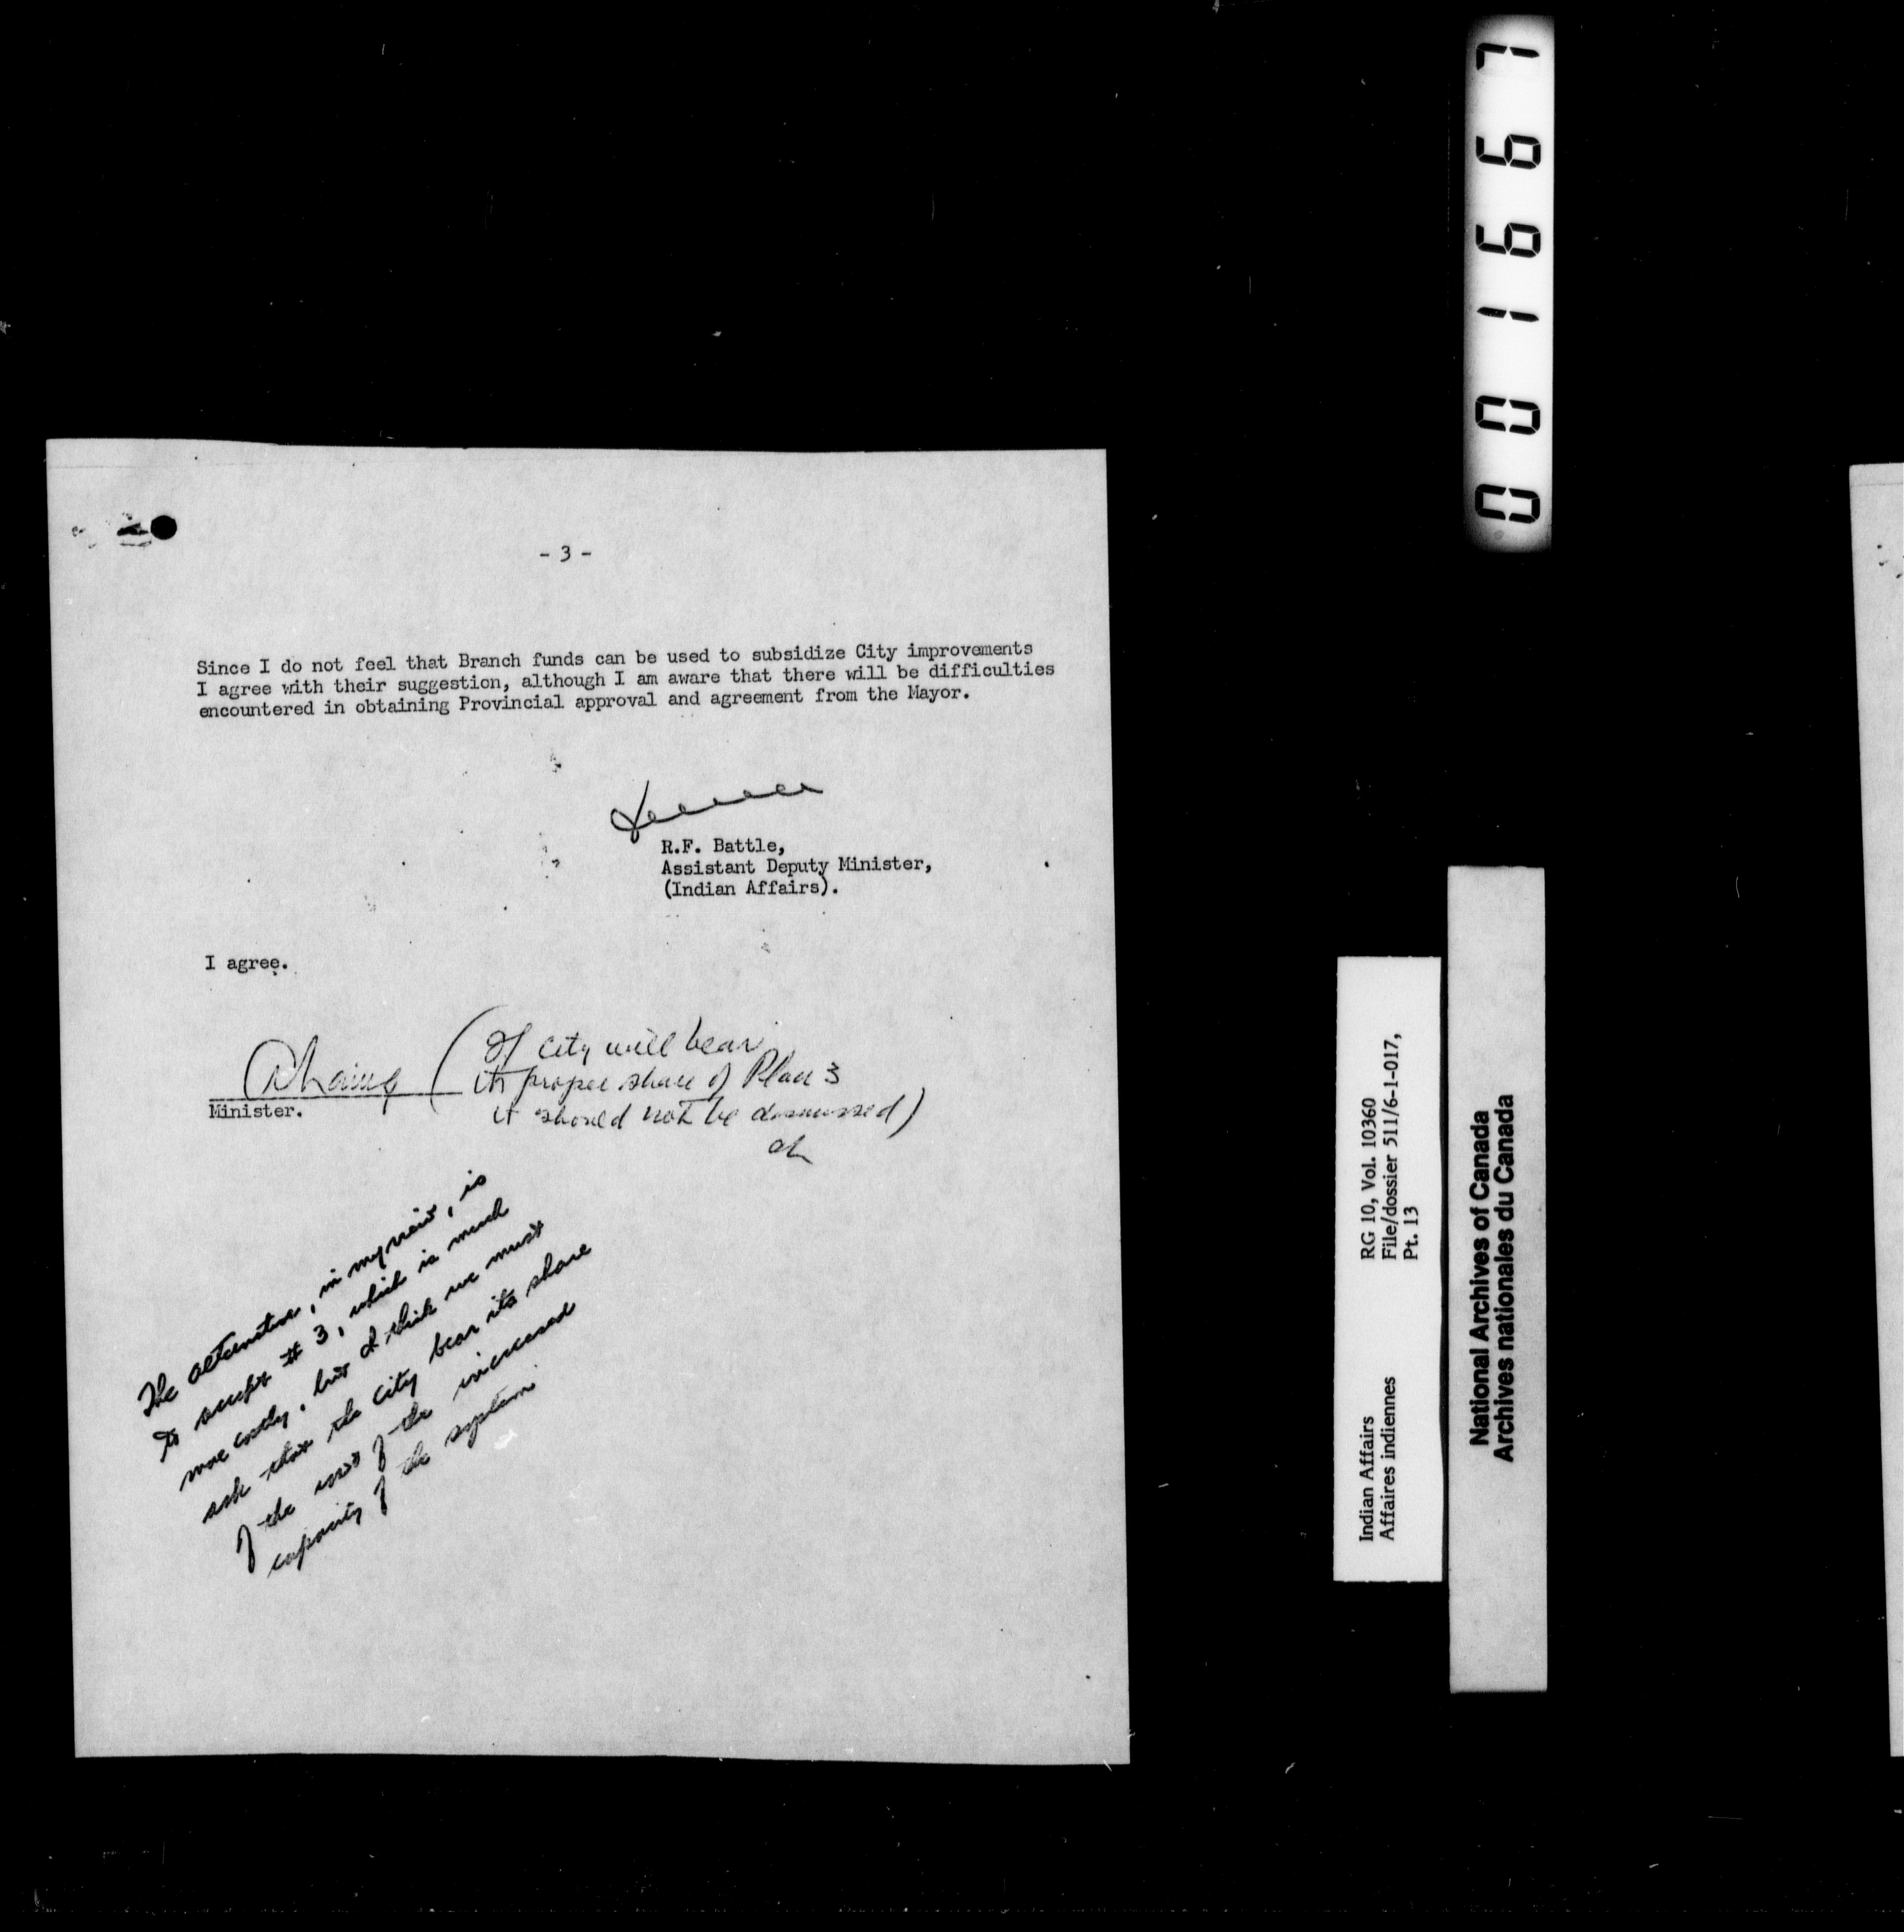 - 3 -
Since I do not feel that Branch funds can be used to subsidize City improvements
I agree with their suggestion, although I am aware that there will be difficulties
encountered in obtaining Provincial approval and agreement from the Mayor.
R.F. Battle,
Assistant Deputy Minister,
(Indian Affairs).
I agree.
Minister.
(If city will bear
its proper share of Plan 3
it should not be dismissed)
The alternative, in my view, is
to accept # 3, which is much
more costly, but I think we must
ask that the city bear its share
of the cost of the increased
capacity of the system
001667
RG 10, Vol. 10360
File/dossier 511/6-1-017,
Pt. 13
Indian Affairs
Affaires indiennes
National Archives of Canada
Archives nationales du Canada